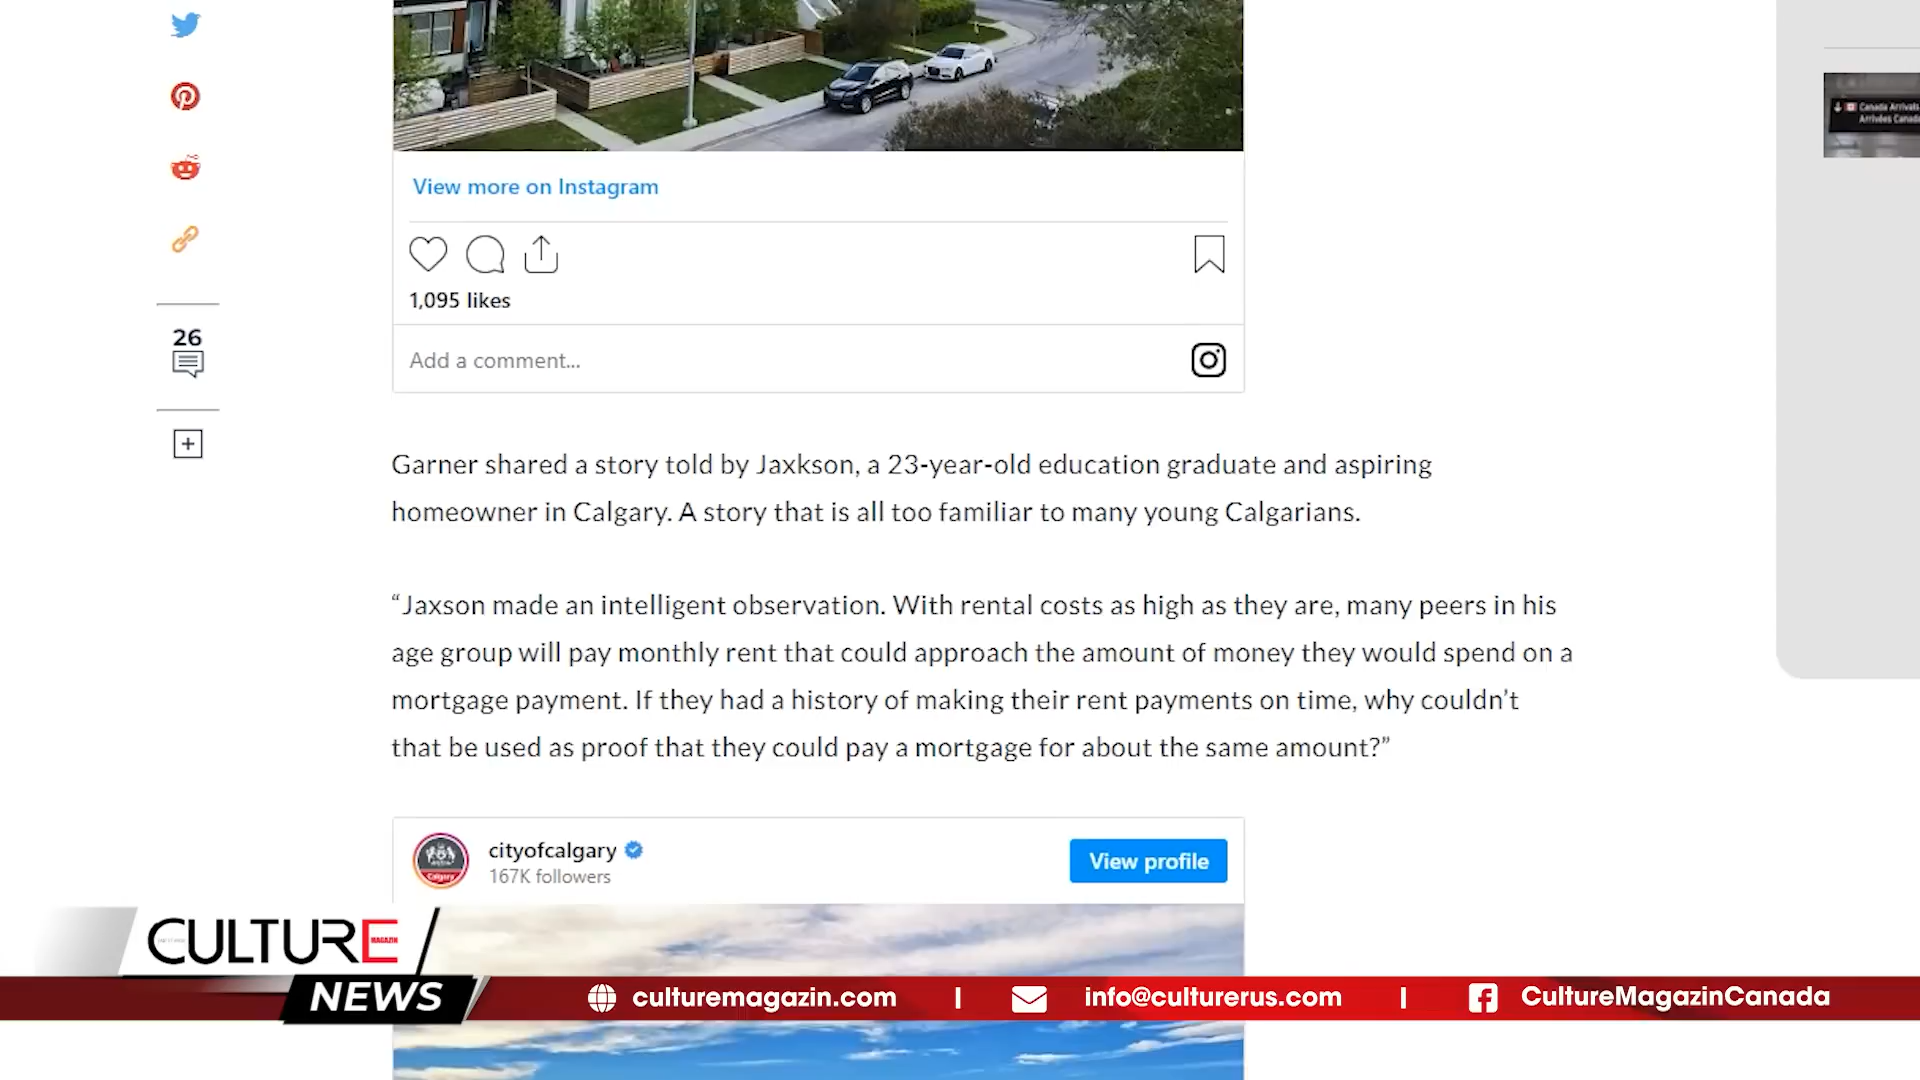 Canada Arrivals
Arrivées Canada
View more on Instagram
1,095 likes
26
Add a comment...
Garner shared a story told by Jaxkson, a 23-year-old education graduate and aspiring
homeowner in Calgary. A story that is all too familiar to many young Calgarians.
“Jaxson made an intelligent observation. With rental costs as high as they are, many peers in his
age group will pay monthly rent that could approach the amount of money they would spend on a
mortgage payment. If they had a history of making their rent payments on time, why couldn’t
that be used as proof that they could pay a mortgage for about the same amount?”
cityofcalgary
167K followers
View profile
Calgary
CULTURE
MAGAZIN
NEWS
culturemagazin.com
info@culturerus.com
CultureMagazinCanada